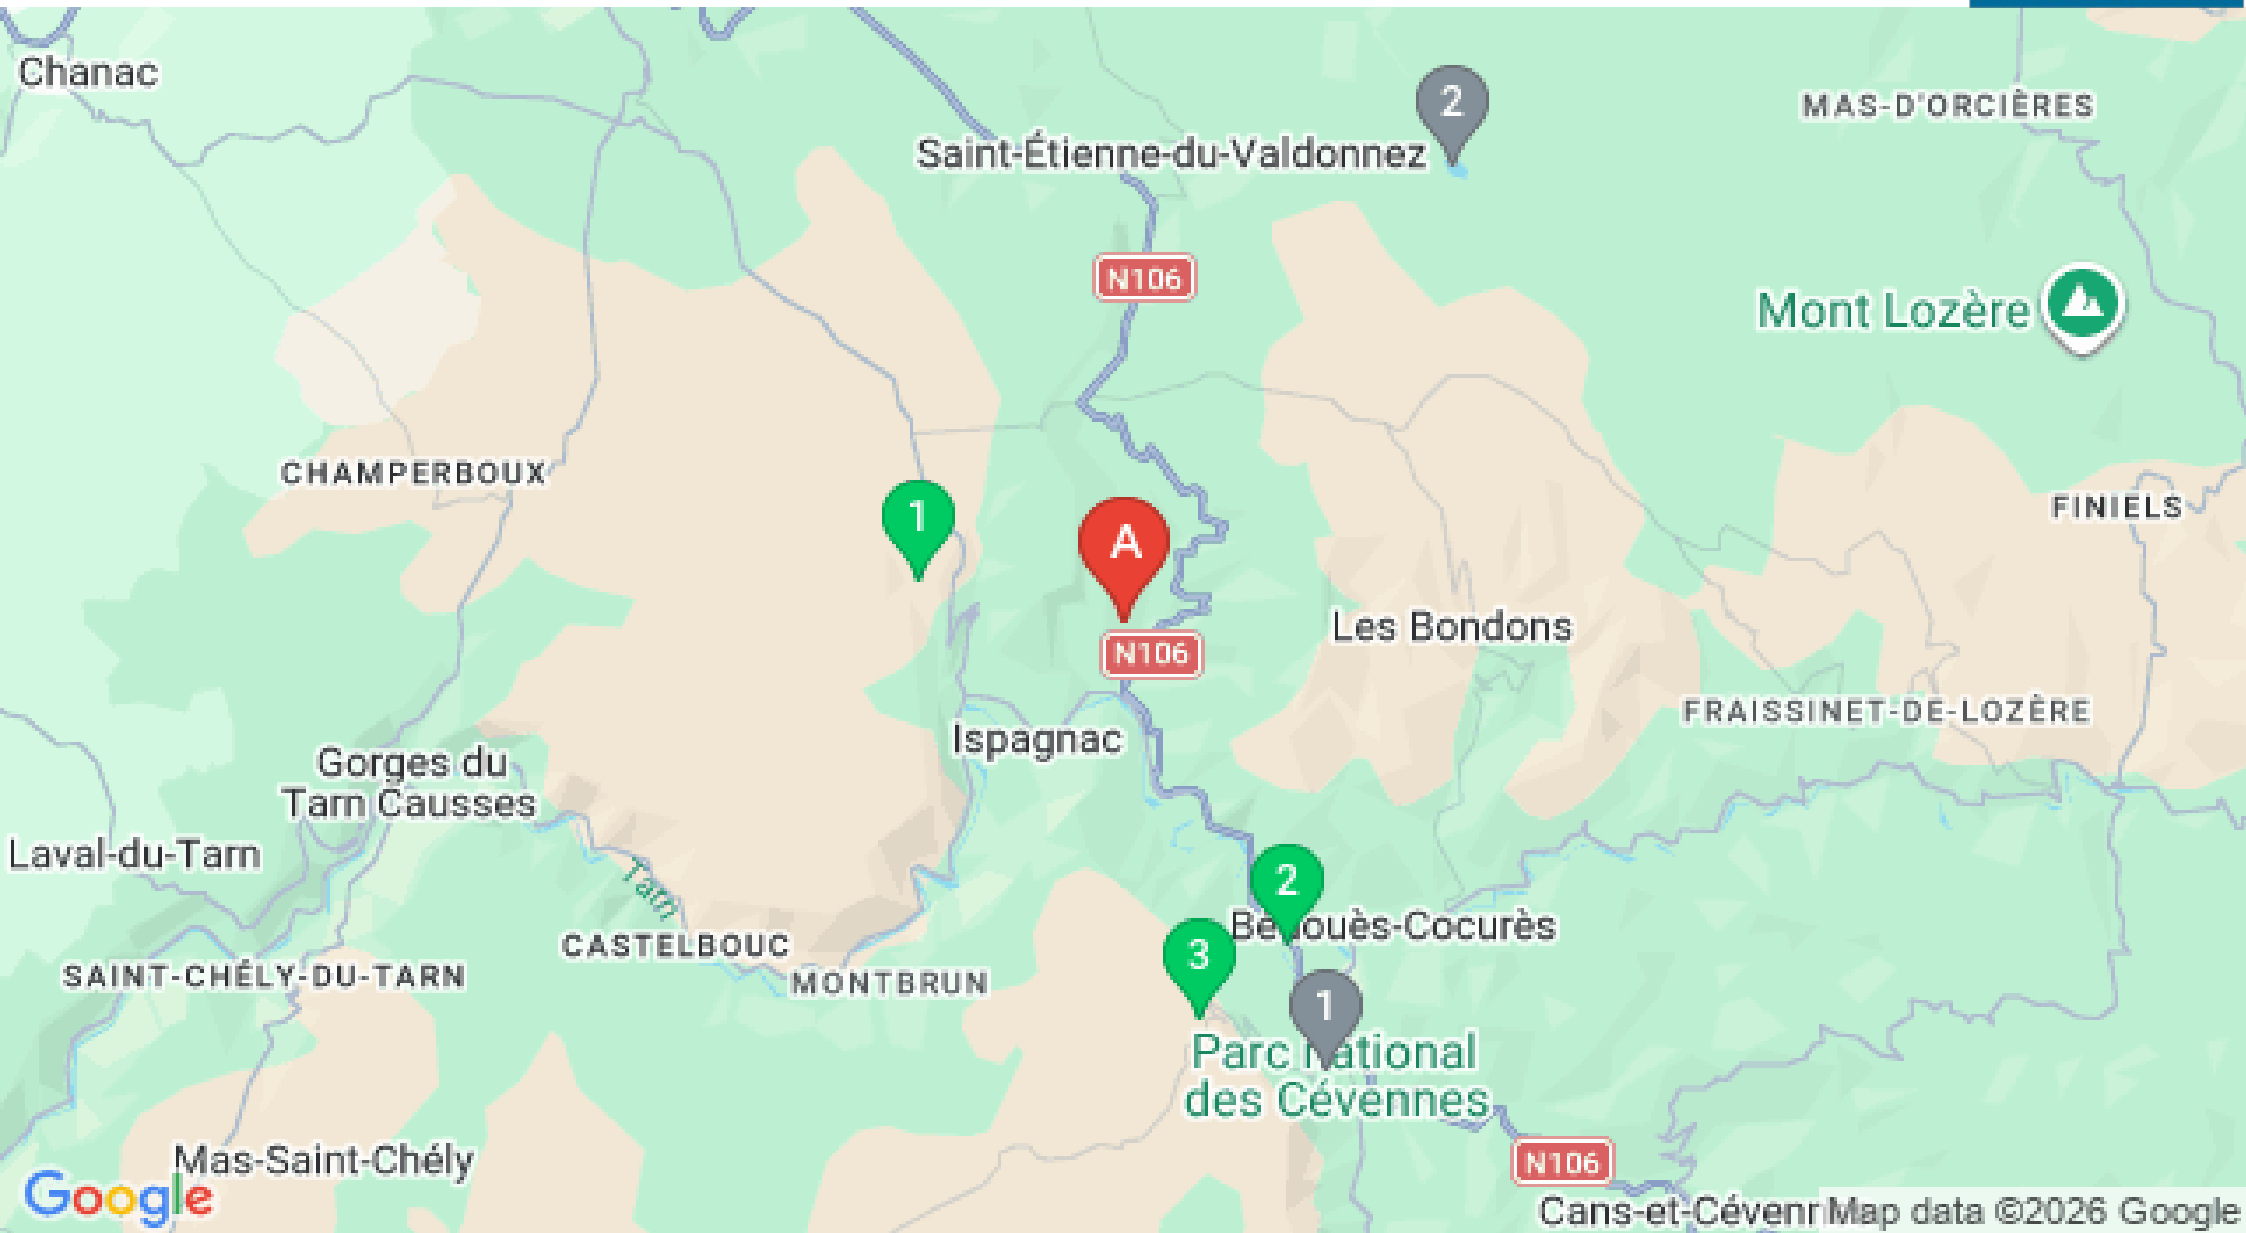 Chanac
2
MAS-D'ORCIÈRES
Saint-Étienne-du-Valdonnez
N106
Mont Lozère
CHAMPERBOUX
1
FINIELS
A
Les Bondons
N106
FRAISSINET-DE-LOZÈRE
Ispagnac
Gorges du
Tarn Causses
Laval-du-Tarn
Tarn
2
CASTELBOUC
3
SAINT-CHÉLY-DU-TARN
MONTBRUN
1
Parc National
des Cévennes
Mas-Saint-Chély
N106
Google
Map data ©2026 Google